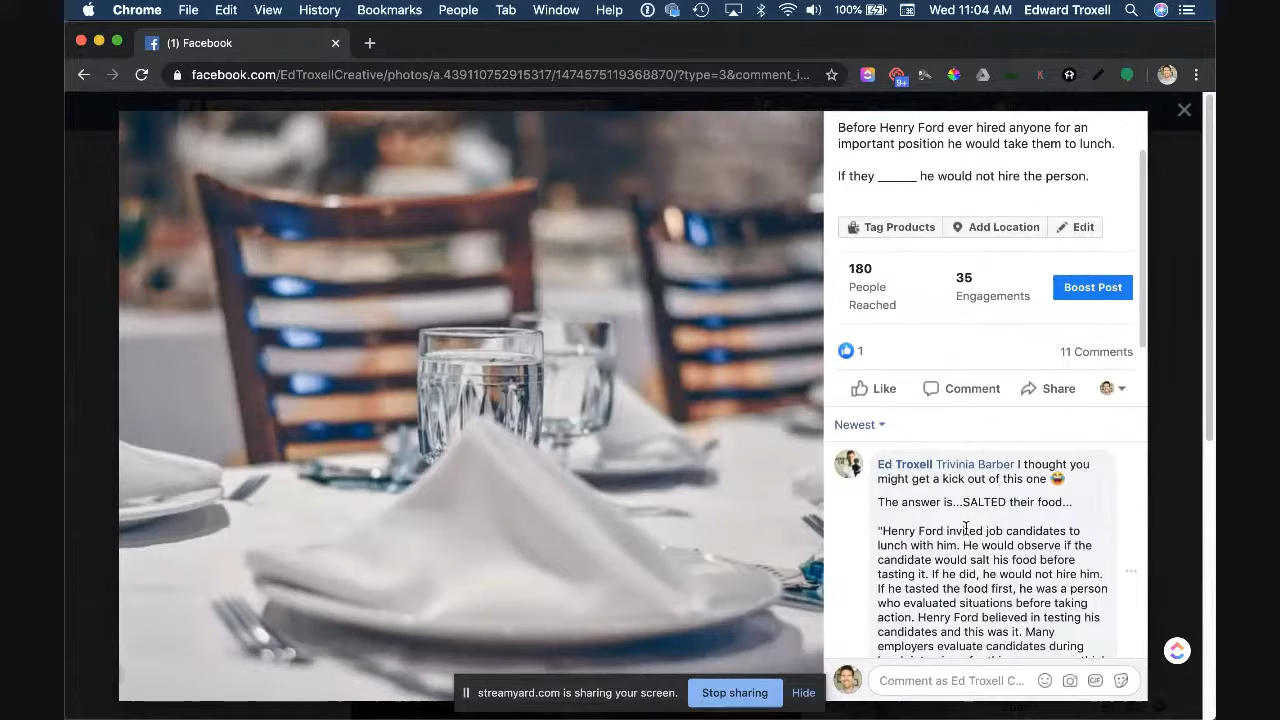 Chrome File Edit View History Bookmarks People Tab Window Help 100% Wed 11:04 AM Edward Troxell
(1) Facebook
facebook.com/EdTroxellCreative/photos/a.439110752915317/1474575119368870/?type=3&comment_i...
9+
K
Before Henry Ford ever hired anyone for an
important position he would take them to lunch.
If they ______ he would not hire the person.
Tag Products Add Location Edit
180
People
Reached
35
Engagements
Boost Post
1 11 Comments
Like Comment Share
Newest
Ed Troxell Trivinia Barber I thought you
might get a kick out of this one
The answer is...SALTED their food...
"Henry Ford invited job candidates to
lunch with him. He would observe if the
candidate would salt his food before
tasting it. If he did, he would not hire him.
If he tasted the food first, he was a person
who evaluated situations before taking
action. Henry Ford believed in testing his
candidates and this was it. Many
employers evaluate candidates during
Comment as Ed Troxell C...
GIF
streamyard.com is sharing your screen. Stop sharing Hide